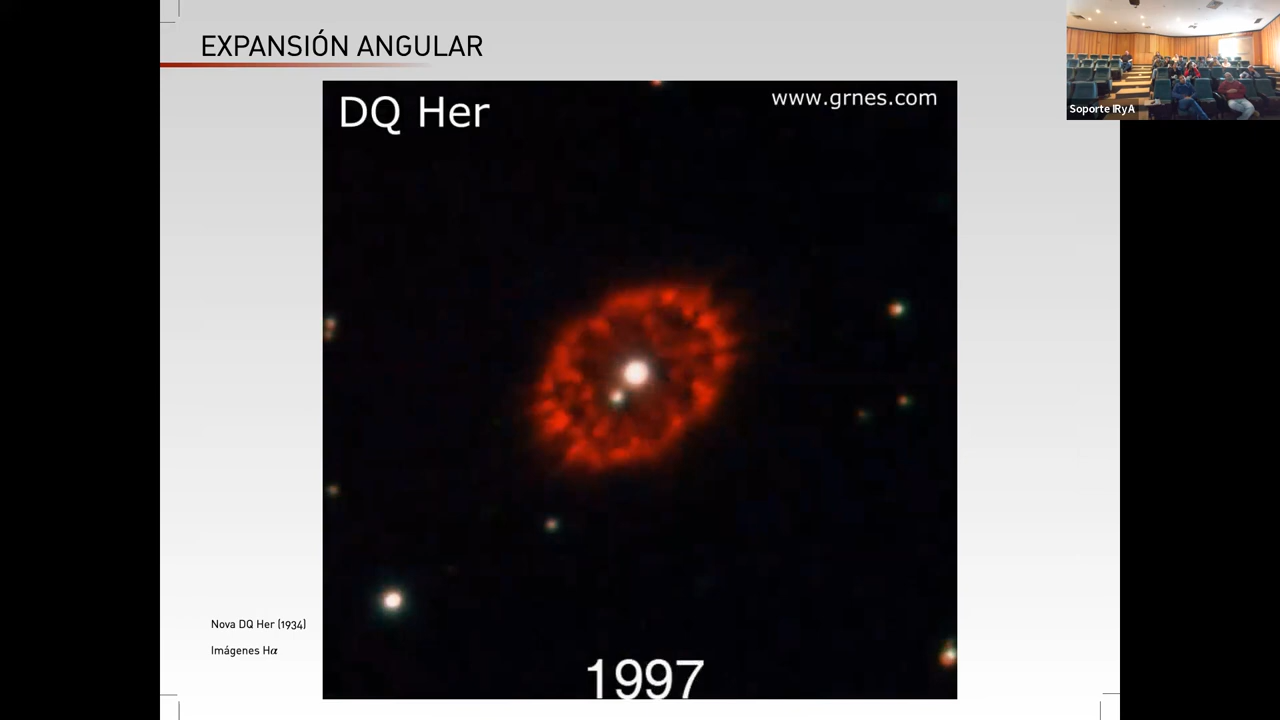 EXPANSIÓN ANGULAR
DQ Her
www.grnes.com
Soporte IRyA
Nova DQ Her (1934)
Imágenes Hα
1997